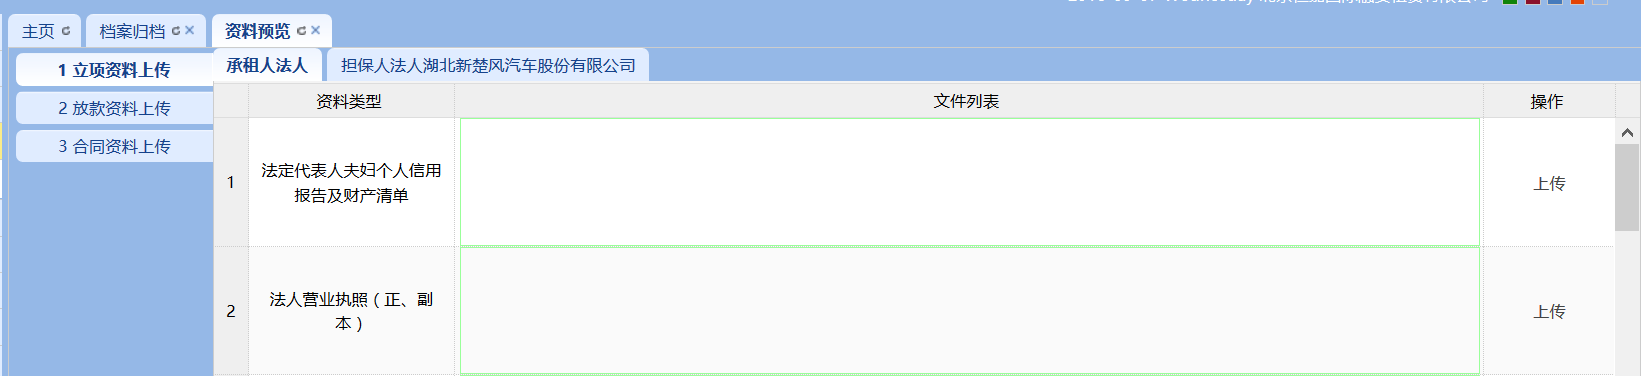 主页
档案归档
资料预览
1 立项资料上传
2 放款资料上传
3 合同资料上传
承租人法人
担保人法人湖北新楚风汽车股份有限公司
资料类型
文件列表
操作
1
法定代表人夫妇个人信用
报告及财产清单
上传
2
法人营业执照（正、副
本）
上传